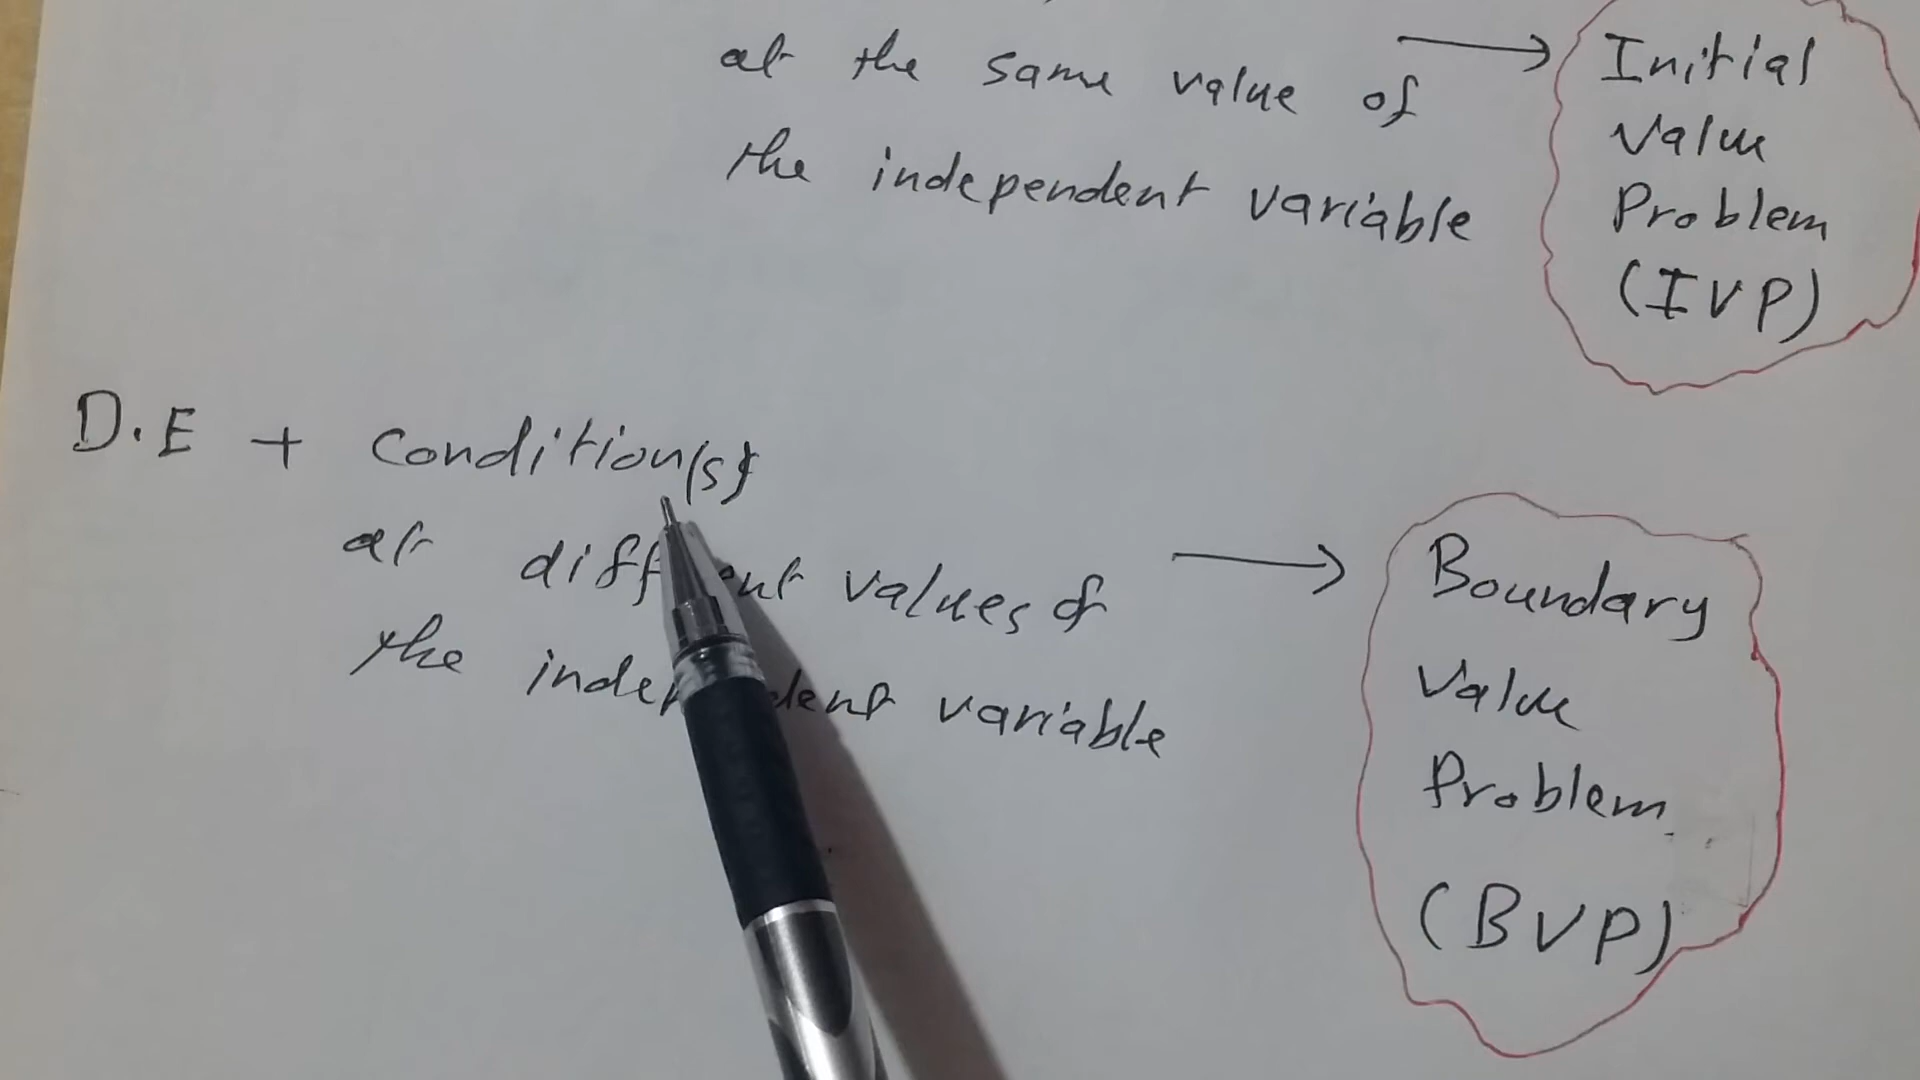 at the same value of
the independent variable
Initial
Value
Problem
(IVP)
D.E + Condition(s)
at values of
the variable
Boundary
Value
Problem
(BVP)